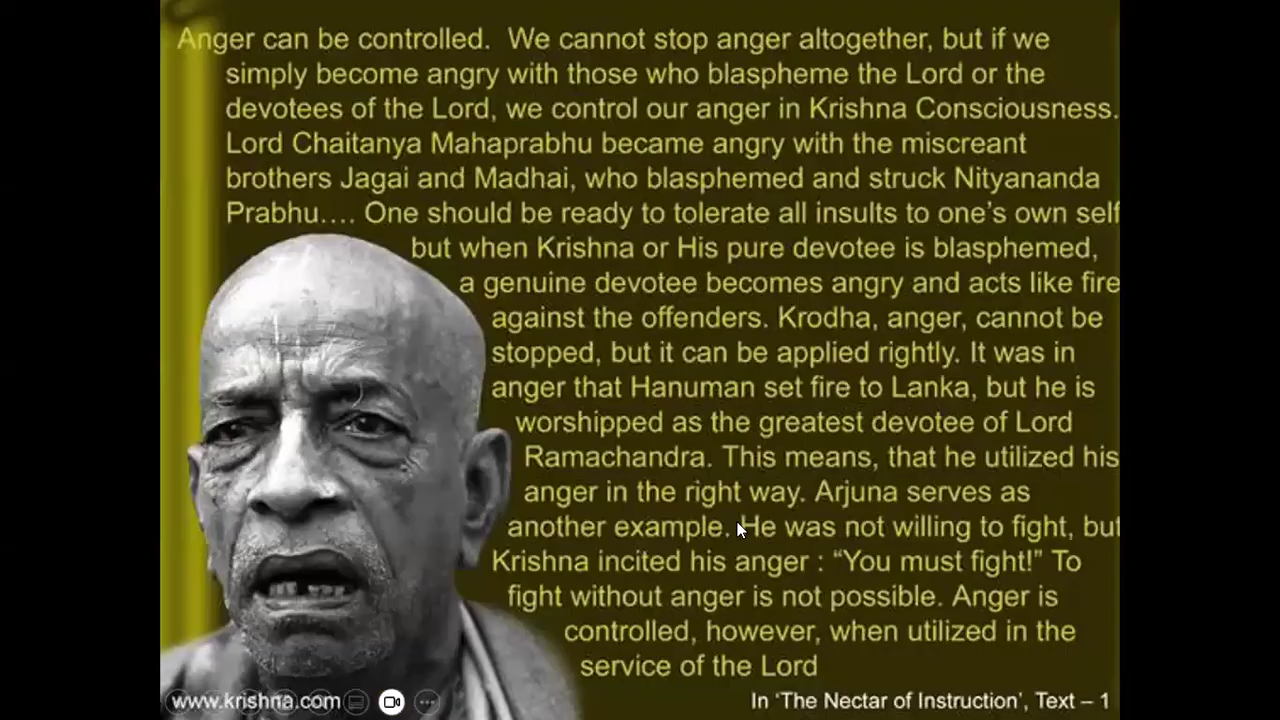 Anger can be controlled.  We cannot stop anger altogether, but if we
simply become angry with those who blaspheme the Lord or the
devotees of the Lord, we control our anger in Krishna Consciousness.
Lord Chaitanya Mahaprabhu became angry with the miscreant
brothers Jagai and Madhai, who blasphemed and struck Nityananda
Prabhu…. One should be ready to tolerate all insults to one’s own self
but when Krishna or His pure devotee is blasphemed,
a genuine devotee becomes angry and acts like fire
against the offenders. Krodha, anger, cannot be
stopped, but it can be applied rightly. It was in
anger that Hanuman set fire to Lanka, but he is
worshipped as the greatest devotee of Lord
Ramachandra. This means, that he utilized his
anger in the right way. Arjuna serves as
another example. He was not willing to fight, but
Krishna incited his anger : “You must fight!” To
fight without anger is not possible. Anger is
controlled, however, when utilized in the
service of the Lord
www.krishna.com
In ‘The Nectar of Instruction’, Text – 1